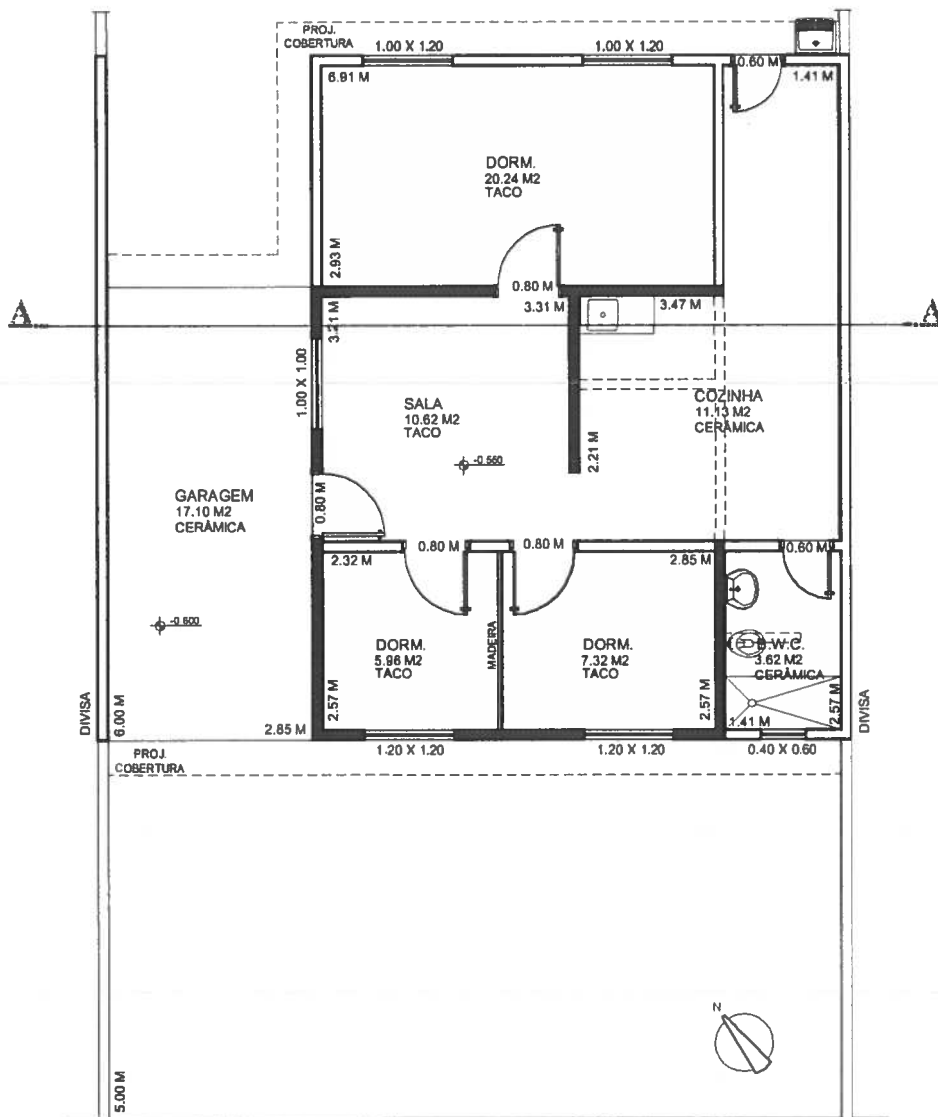 PROJ.
COBERTURA
1.00 X 1.20
1.00 X 1.20
0.60 M
6.91 M
1.41 M
DORM.
20.24 M2
TACO
2.93 M
0.80 M
A
3.21 M
3.31 M
3.47 M
A
1.00 X 1.00
SALA
10.62 M2
TACO
COZINHA
11.13 M2
CERÂMICA
2.21 M
-0.560
GARAGEM
17.10 M2
CERÂMICA
0.80 M
0.80 M
0.80 M
0.60 M
2.32 M
2.85 M
-0.600
DORM.
5.96 M2
TACO
MADEIRA
DORM.
7.32 M2
TACO
B.W.C.
3.62 M2
CERÂMICA
DIVISA
6.00 M
2.85 M
2.57 M
2.57 M
1.41 M
2.57 M
DIVISA
PROJ.
COBERTURA
1.20 X 1.20
1.20 X 1.20
0.40 X 0.60
N
5.00 M